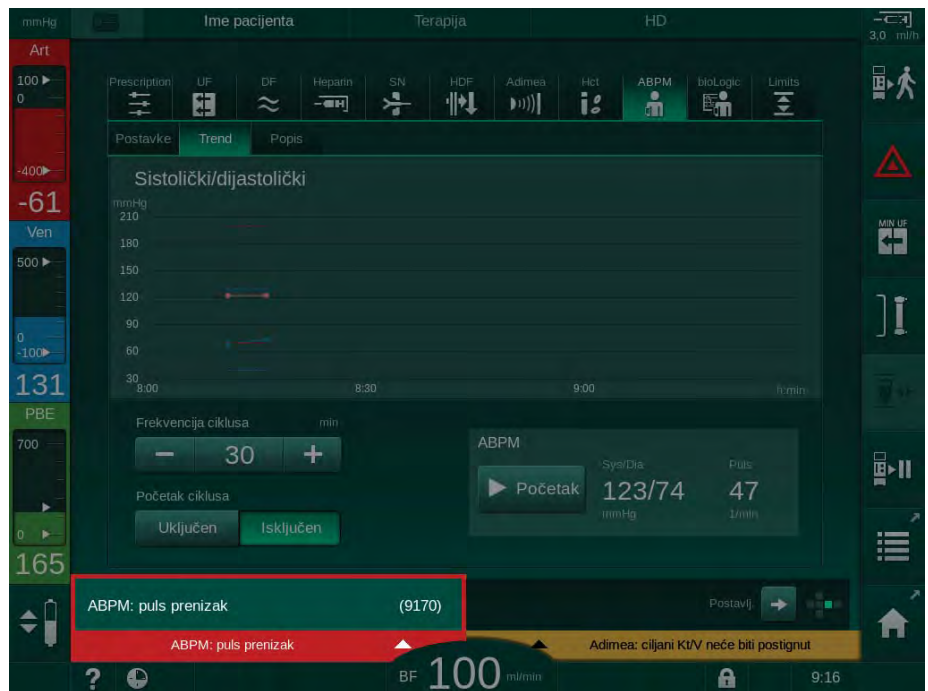 mmHg
Ime pacijenta
Terapija
HD
3,0 ml/h
Art
100
0
-400
-61
Ven
500
0
-100
131
PBE
700
0
165
Prescription
UF
DF
Heparin
SN
HDF
Adimea
Hct
ABPM
bioLogic
Limits
Postavke
Trend
Popis
Sistolički/dijastolički
mmHg
210
180
150
120
90
60
30
8:00
8:30
9:00
h:min
Frekvencija ciklusa
min
30
Početak ciklusa
Uključen
Isključen
ABPM
Početak
Sys/Dia
123/74
mmHg
Puls
47
1/min
MIN UF
ABPM: puls prenizak (9170)
Postavlj.
ABPM: puls prenizak
Adimea: ciljani Kt/V neće biti postignut
?
BF 100 ml/min
9:16